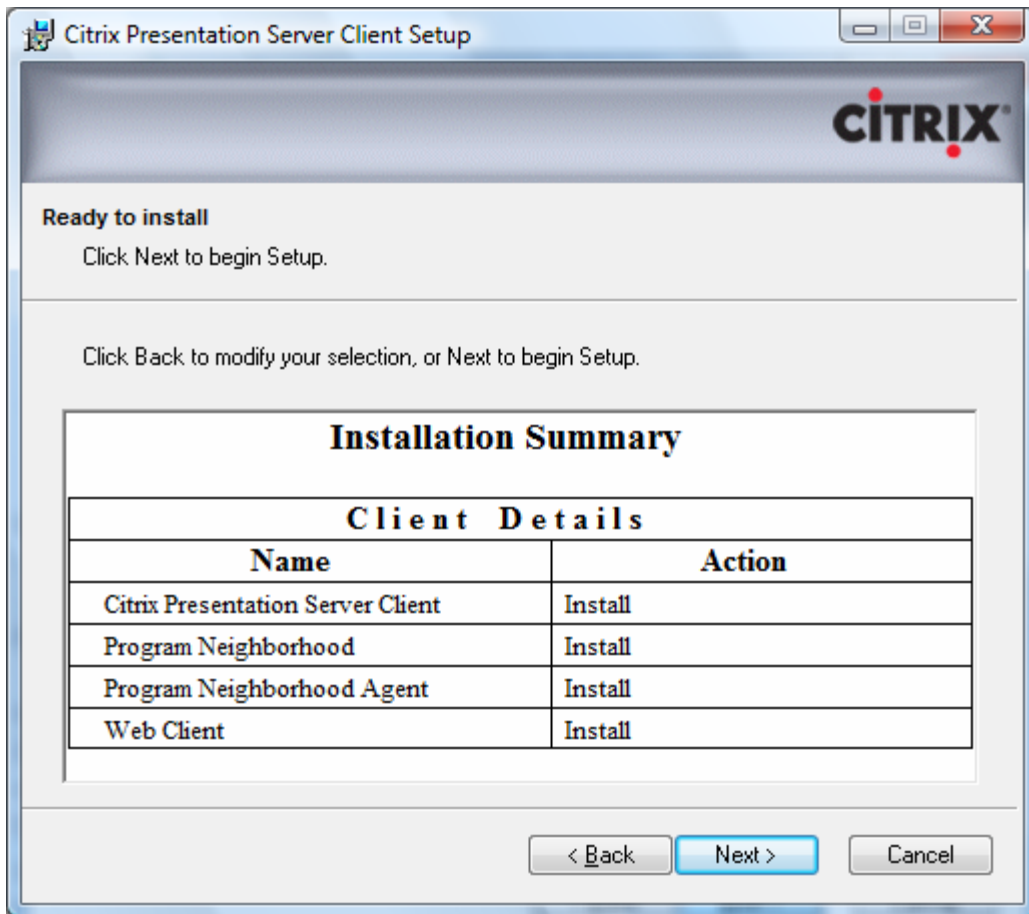 Citrix Presentation Server Client Setup
CiTRIX
Ready to install
Click Next to begin Setup.
Click Back to modify your selection, or Next to begin Setup.
Installation Summary
Client Details
Name Action
Citrix Presentation Server Client Install
Program Neighborhood Install
Program Neighborhood Agent Install
Web Client Install
< Back Next > Cancel